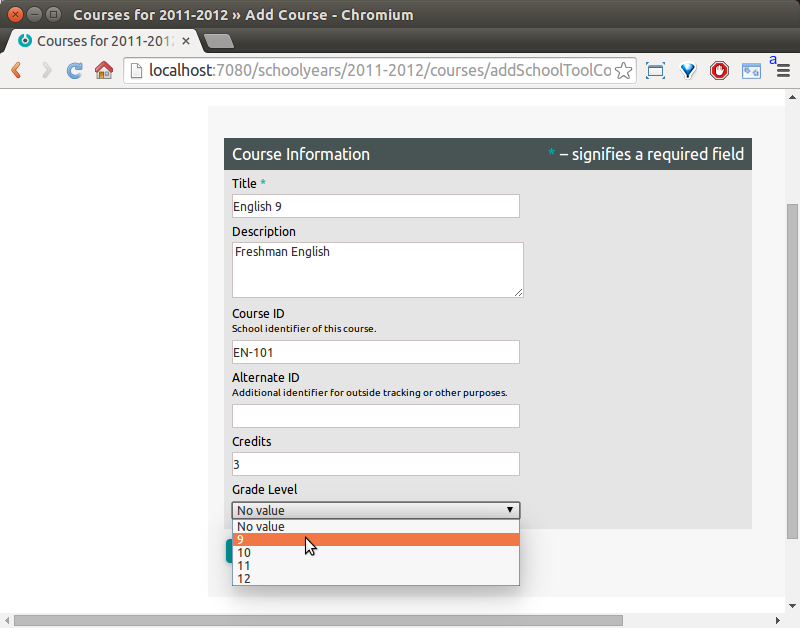 Courses for 2011-2012 » Add Course - Chromium
Courses for 2011-201
localhost:7080/schoolyears/2011-2012/courses/addSchoolToolCo
a
Course Information
* – signifies a required field
Title *
English 9
Description
Freshman English
Course ID
School identifier of this course.
EN-101
Alternate ID
Additional identifier for outside tracking or other purposes.
Credits
3
Grade Level
No value
No value
9
10
11
12